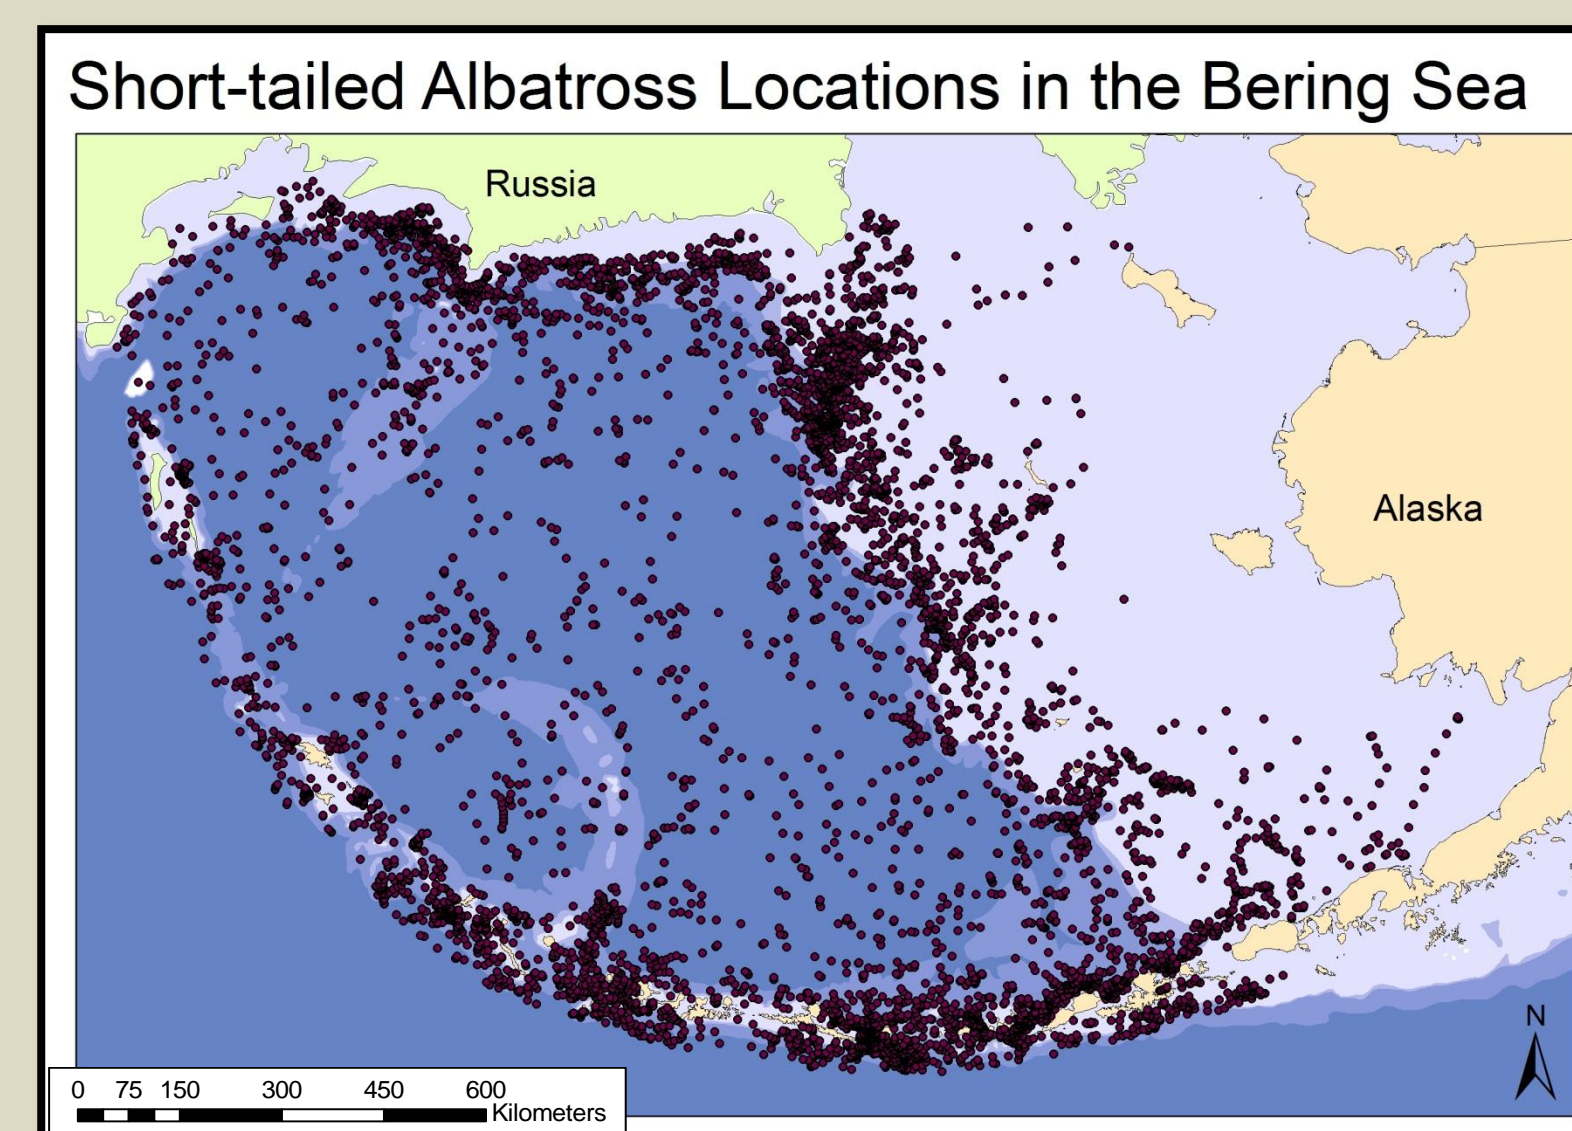 Short-tailed Albatross Locations in the Bering Sea
Russia
Alaska
N
0 75 150 300 450 600
Kilometers